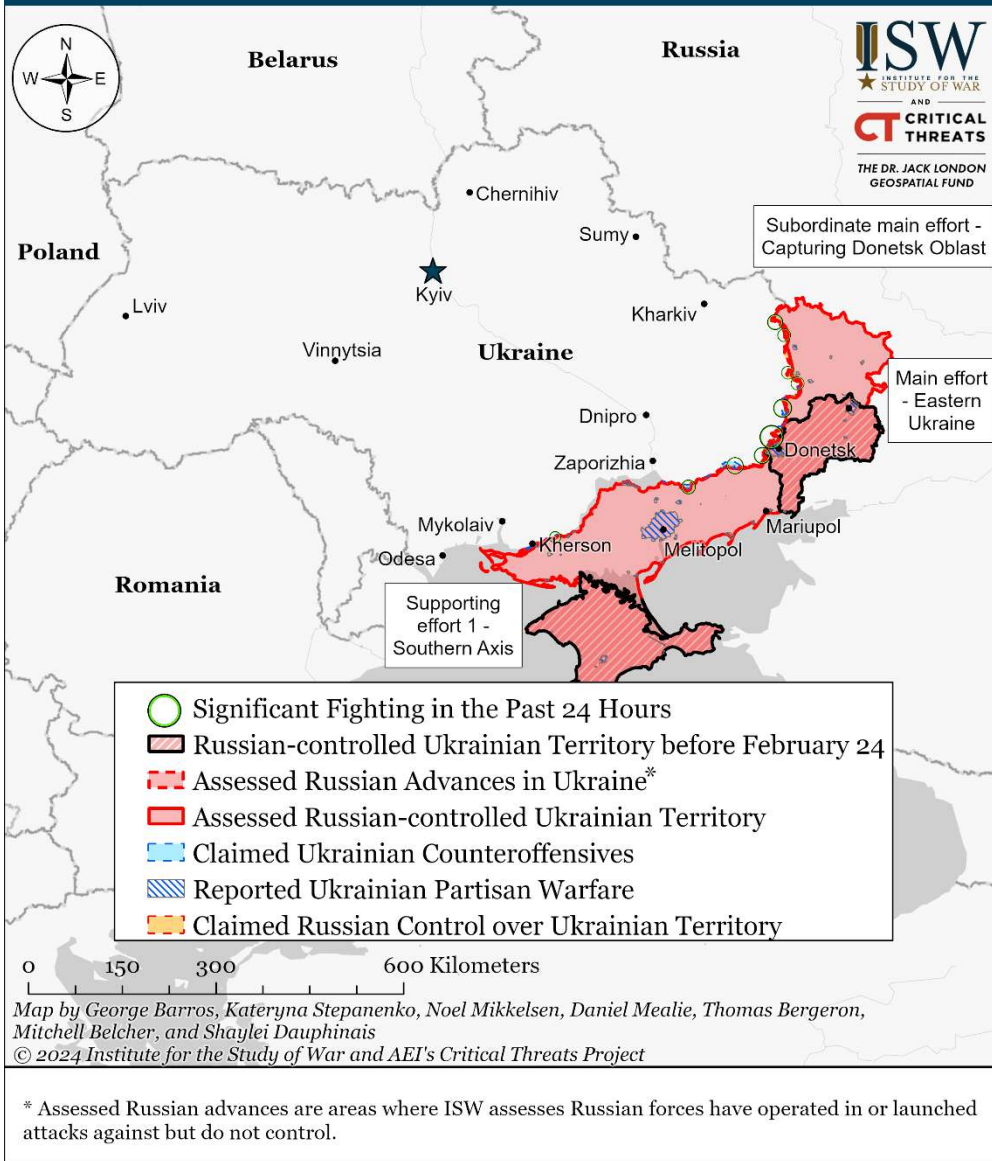 N
W E
S
Belarus
Russia
ISW
INSTITUTE FOR THE
STUDY OF WAR
AND
CT CRITICAL
THREATS
THE DR. JACK LONDON
GEOSPATIAL FUND
Chernihiv
Subordinate main effort -
Capturing Donetsk Oblast
Sumy
Poland
Kyiv
Lviv
Kharkiv
Vinnytsia
Ukraine
Main effort
- Eastern
Ukraine
Dnipro
Donetsk
Zaporizhia
Mykolaiv
Mariupol
Odesa
Kherson
Melitopol
Romania
Supporting
effort 1 -
Southern Axis
Significant Fighting in the Past 24 Hours
Russian-controlled Ukrainian Territory before February 24
Assessed Russian Advances in Ukraine*
Assessed Russian-controlled Ukrainian Territory
Claimed Ukrainian Counteroffensives
Reported Ukrainian Partisan Warfare
Claimed Russian Control over Ukrainian Territory
0 150 300 600 Kilometers
Map by George Barros, Kateryna Stepanenko, Noel Mikkelsen, Daniel Mealie, Thomas Bergeron,
Mitchell Belcher, and Shaylei Dauphinais
© 2024 Institute for the Study of War and AEI's Critical Threats Project
* Assessed Russian advances are areas where ISW assesses Russian forces have operated in or launched
attacks against but do not control.